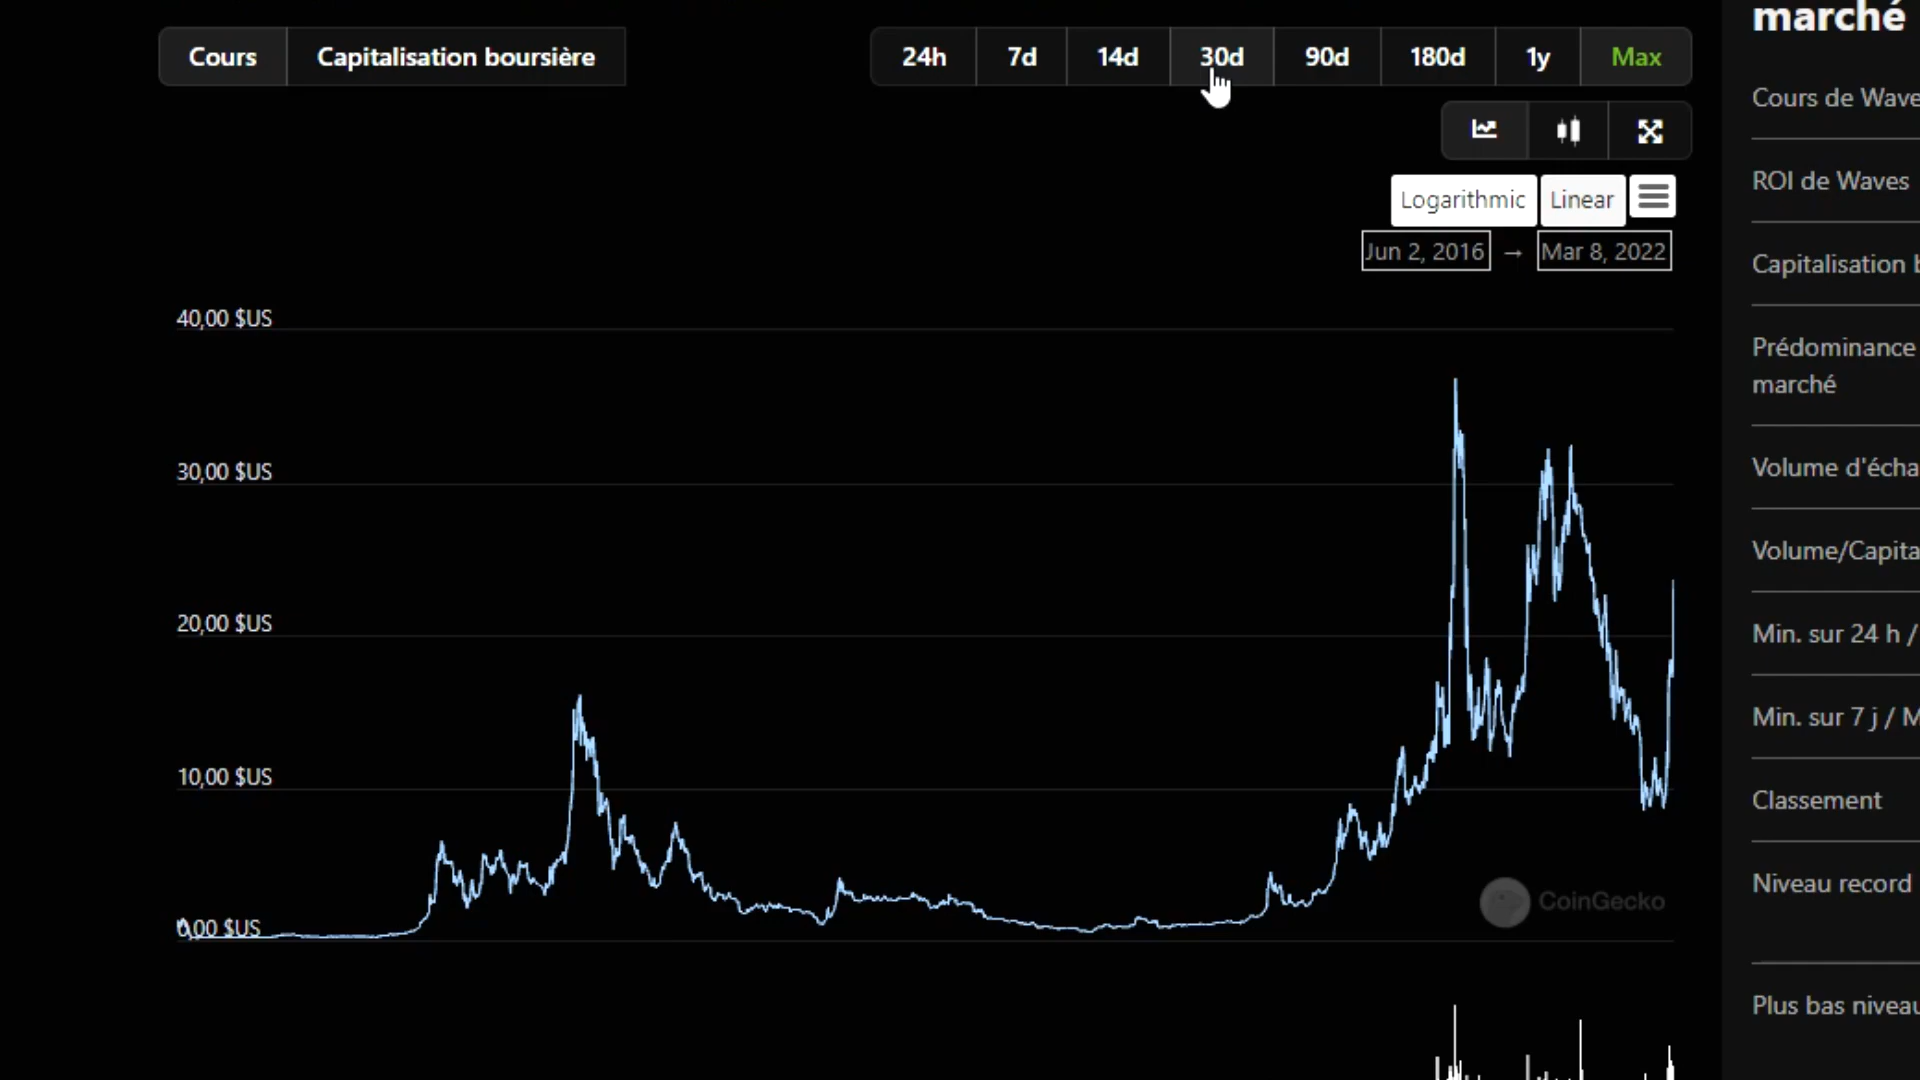 marché
Cours
Capitalisation boursière
24h
7d
14d
30d
90d
180d
1y
Max
Logarithmic
Linear
Jun 2, 2016 → Mar 8, 2022
40,00 $US
30,00 $US
20,00 $US
10,00 $US
0,00 $US
CoinGecko
Cours de Wave
ROI de Waves
Capitalisation b
Prédominance
marché
Volume d'écha
Volume/Capita
Min. sur 24 h /
Min. sur 7 j / M
Classement
Niveau record
Plus bas niveau